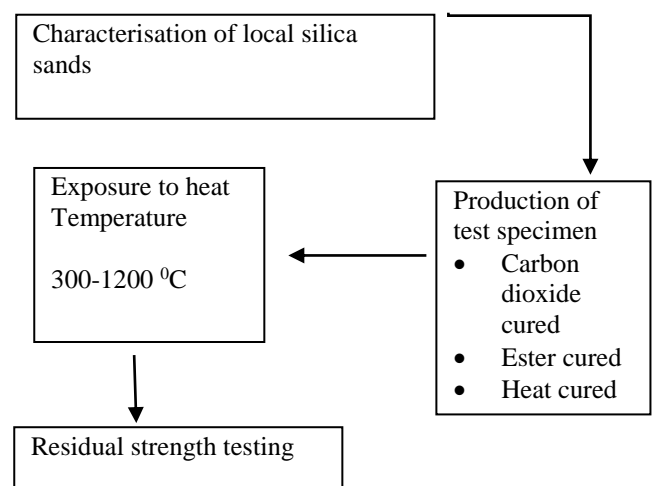 Characterisation of local silica
sands
Exposure to heat
Temperature
300-1200 ⁰C
Production of
test specimen
• Carbon
dioxide
cured
• Ester cured
• Heat cured
Residual strength testing